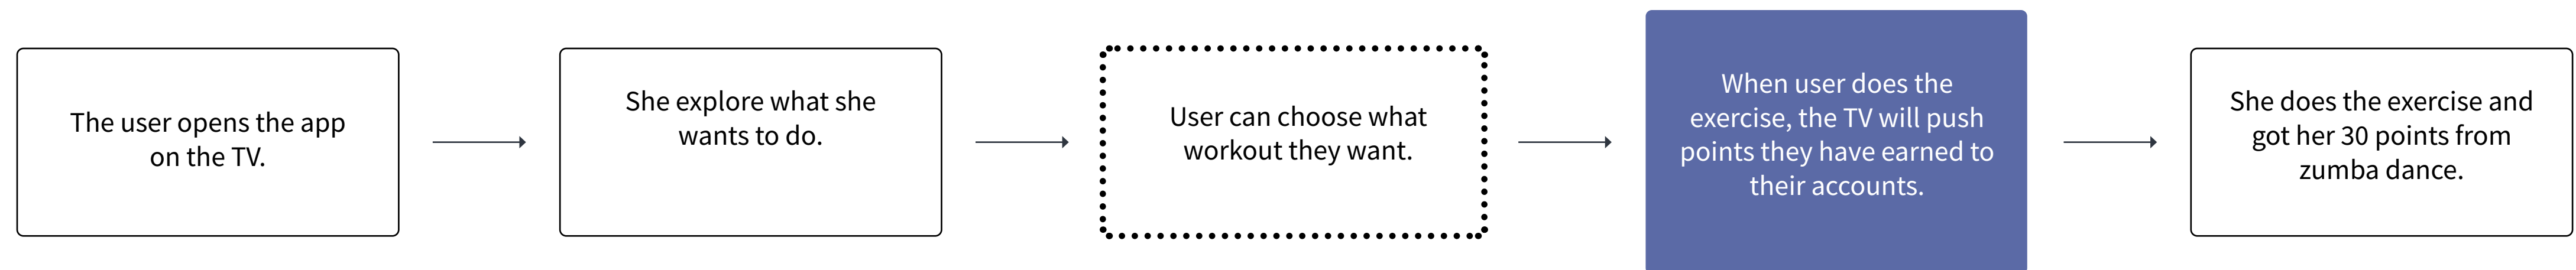 The user opens the app
on the TV.
She explore what she
wants to do.
User can choose what
workout they want.
When user does the
exercise, the TV will push
points they have earned to
their accounts.
She does the exercise and
got her 30 points from
zumba dance.